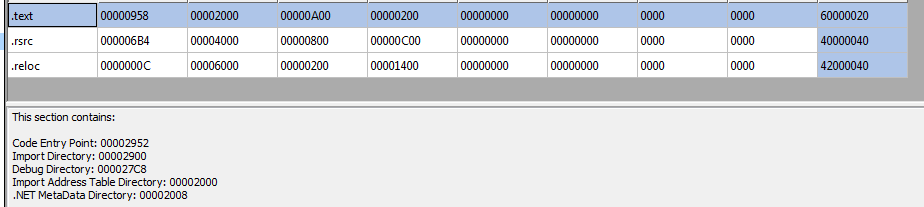 .text 00000958 00002000 00000A00 00000200 00000000 00000000 0000 0000 60000020
.rsrc 000006B4 00004000 00000800 00000C00 00000000 00000000 0000 0000 40000040
.reloc 0000000C 00006000 00000200 00001400 00000000 00000000 0000 0000 42000040
This section contains:
Code Entry Point: 00002952
Import Directory: 00002900
Debug Directory: 000027C8
Import Address Table Directory: 00002000
.NET MetaData Directory: 00002008